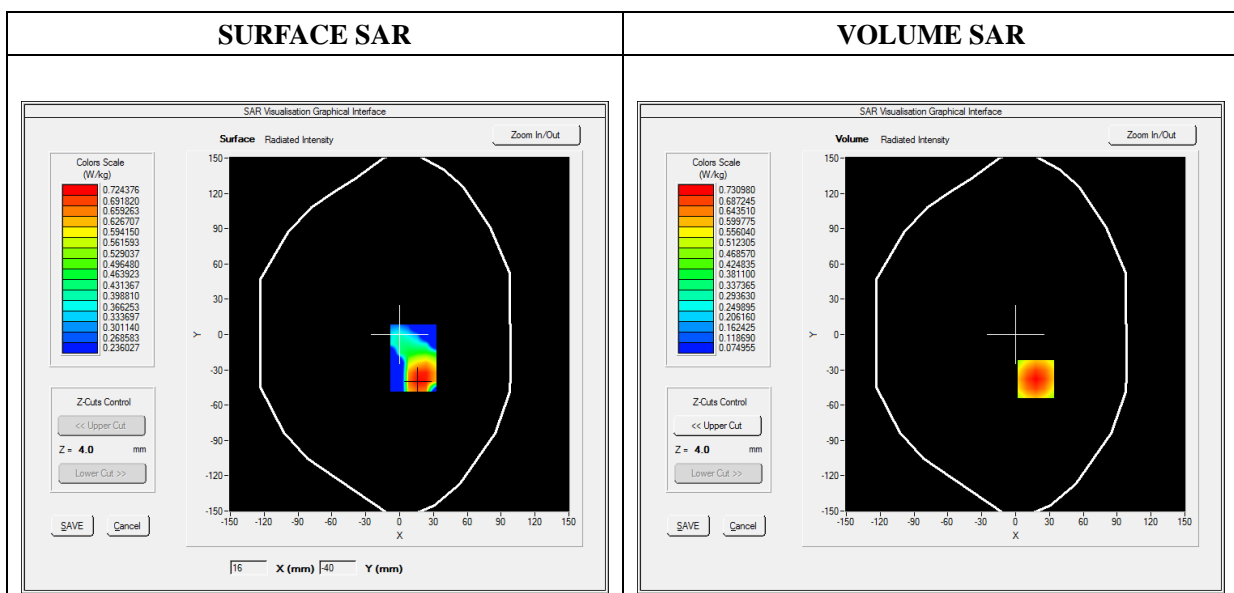 SURFACE SAR
VOLUME SAR
SAR Visualisation Graphical Interface
Surface Radiated Intensity
Zoom In/Out
Colors Scale
(W/kg)
0.724376
0.691820
0.659263
0.626707
0.594150
0.561593
0.529037
0.496480
0.463923
0.431367
0.398810
0.366253
0.333697
0.301140
0.268583
0.236027
Z-Cuts Control
<< Upper Cut
Z = 4.0 mm
Lower Cut >>
SAVE Cancel
150
120
90
60
30
0
-30
-60
-90
-120
-150
Y
-150 -120 -90 -60 -30 0 30 60 90 120 150
X
16 X (mm) -40 Y (mm)
SAR Visualisation Graphical Interface
Volume Radiated Intensity
Zoom In/Out
Colors Scale
(W/kg)
0.730980
0.687245
0.643510
0.599775
0.556040
0.512305
0.468570
0.424835
0.381100
0.337365
0.293630
0.249895
0.206160
0.162425
0.118690
0.074955
Z-Cuts Control
<< Upper Cut
Z = 4.0 mm
Lower Cut >>
SAVE Cancel
150
120
90
60
30
0
-30
-60
-90
-120
-150
Y
-150 -120 -90 -60 -30 0 30 60 90 120 150
X